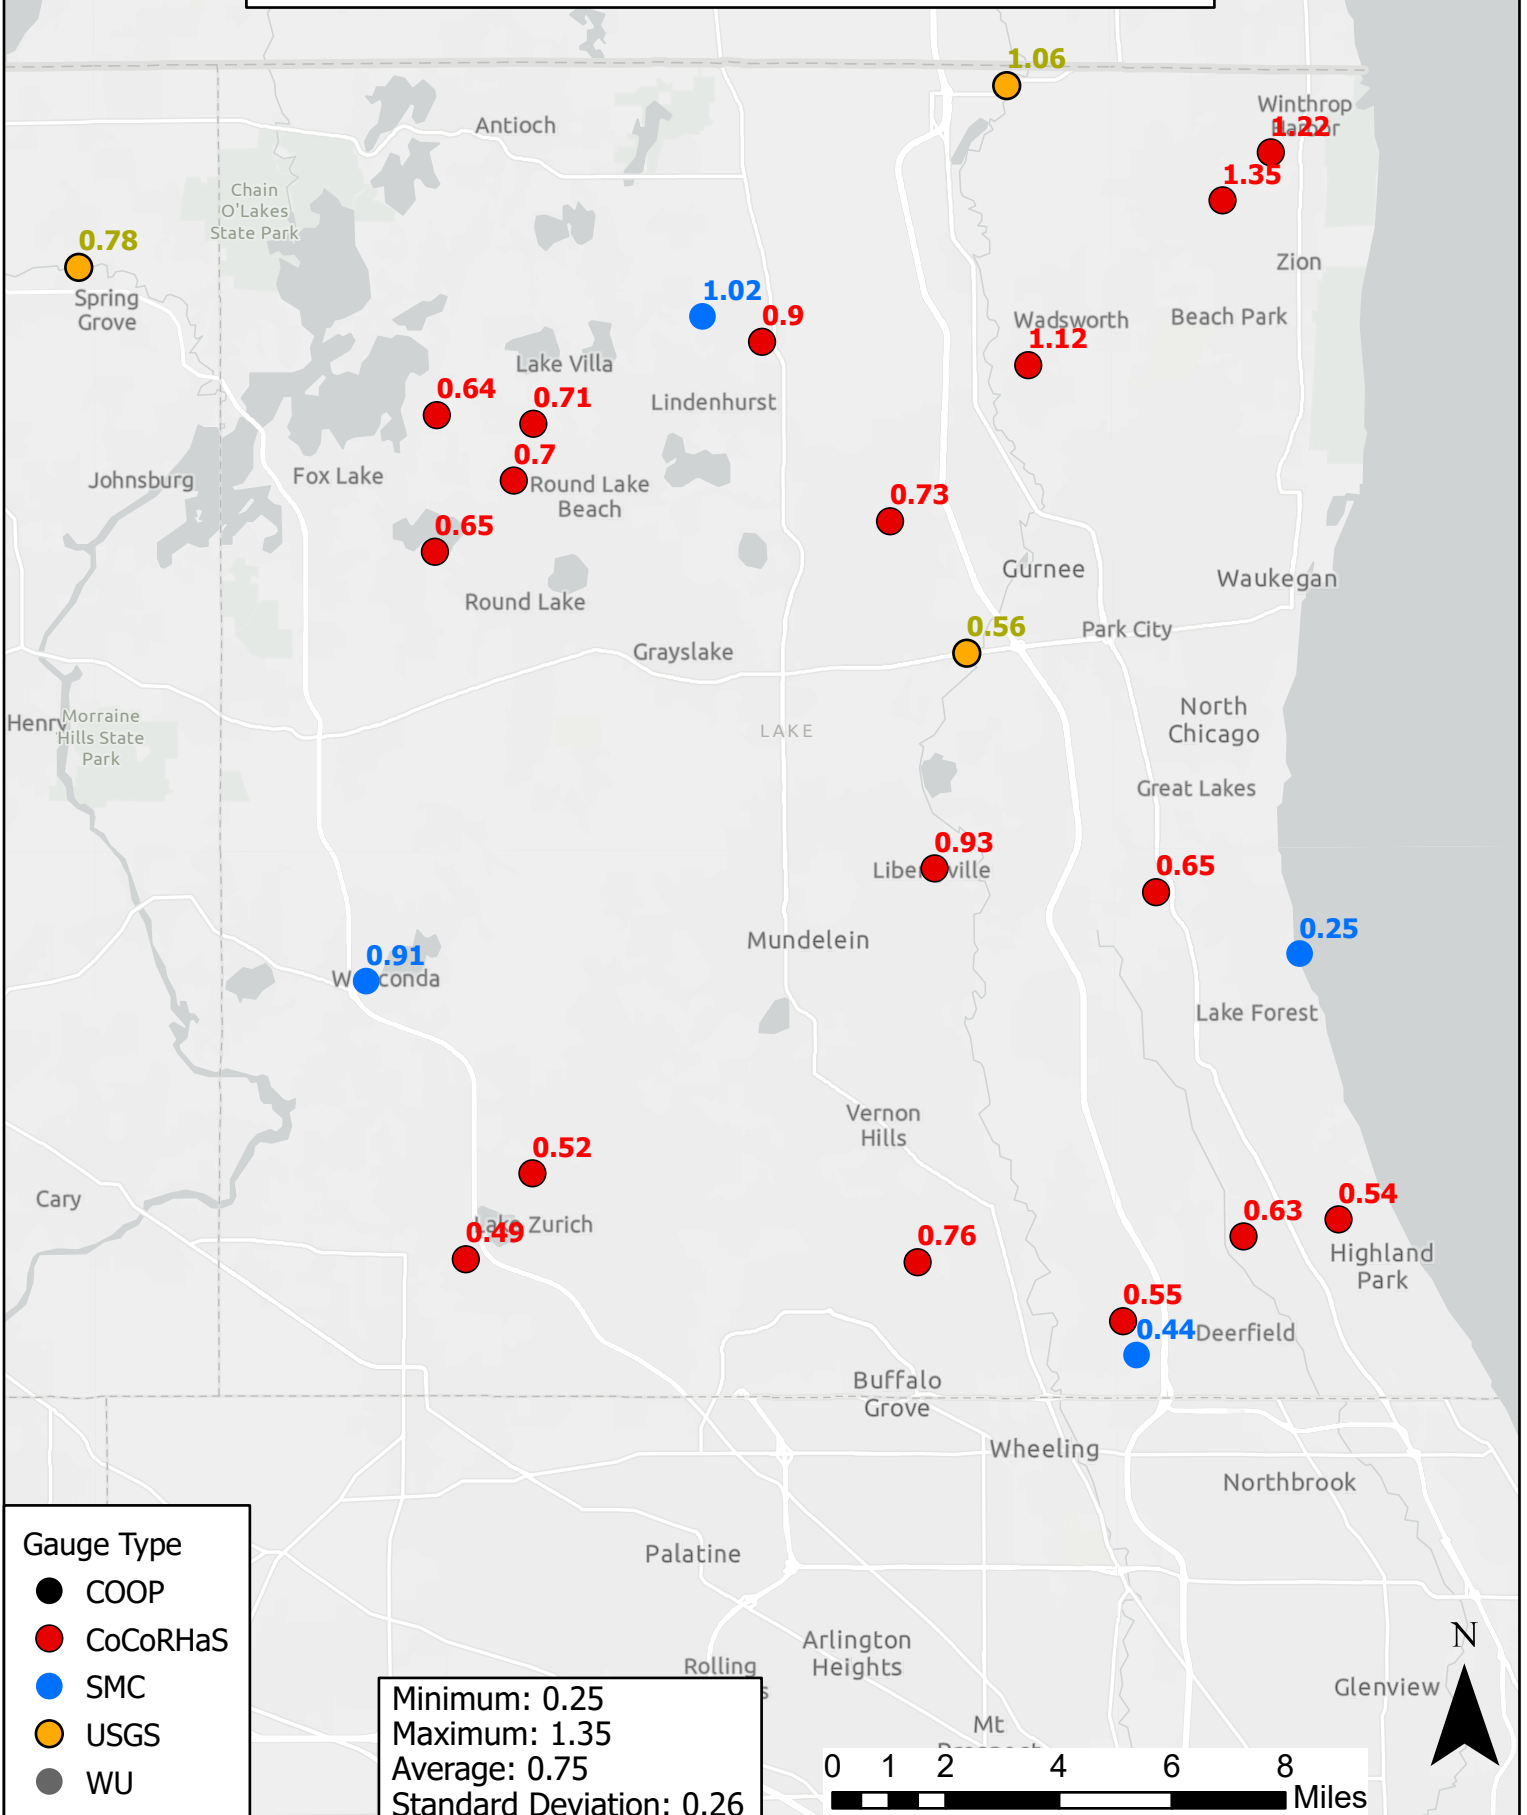 1.06
Winthrop
Harbor
1.22
Antioch
1.35
Chain
O'Lakes
State Park
0.78
Zion
Spring
Grove
1.02
0.9
Wadsworth
Beach Park
1.12
Lake Villa
0.64
0.71
Lindenhurst
0.7
Johnsburg
Fox Lake
Round Lake
Beach
0.73
0.65
Gurnee
Waukegan
Round Lake
0.56
Park City
Grayslake
Henry
Morraine
Hills State
Park
North
Chicago
LAKE
Great Lakes
0.93
0.65
0.25
Mundelein
0.91
Lake Forest
Vernon
Hills
0.52
Cary
Lake Zurich
0.49
0.76
0.63
0.54
Highland
Park
0.55
0.44
Deerfield
Buffalo
Grove
Wheeling
Northbrook
Palatine
Arlington
Heights
Rolling
Glenview
Mt
Gauge Type
COOP
CoCoRHaS
SMC
USGS
WU
Minimum: 0.25
Maximum: 1.35
Average: 0.75
Standard Deviation: 0.26
N
0 1 2 4 6 8
Miles